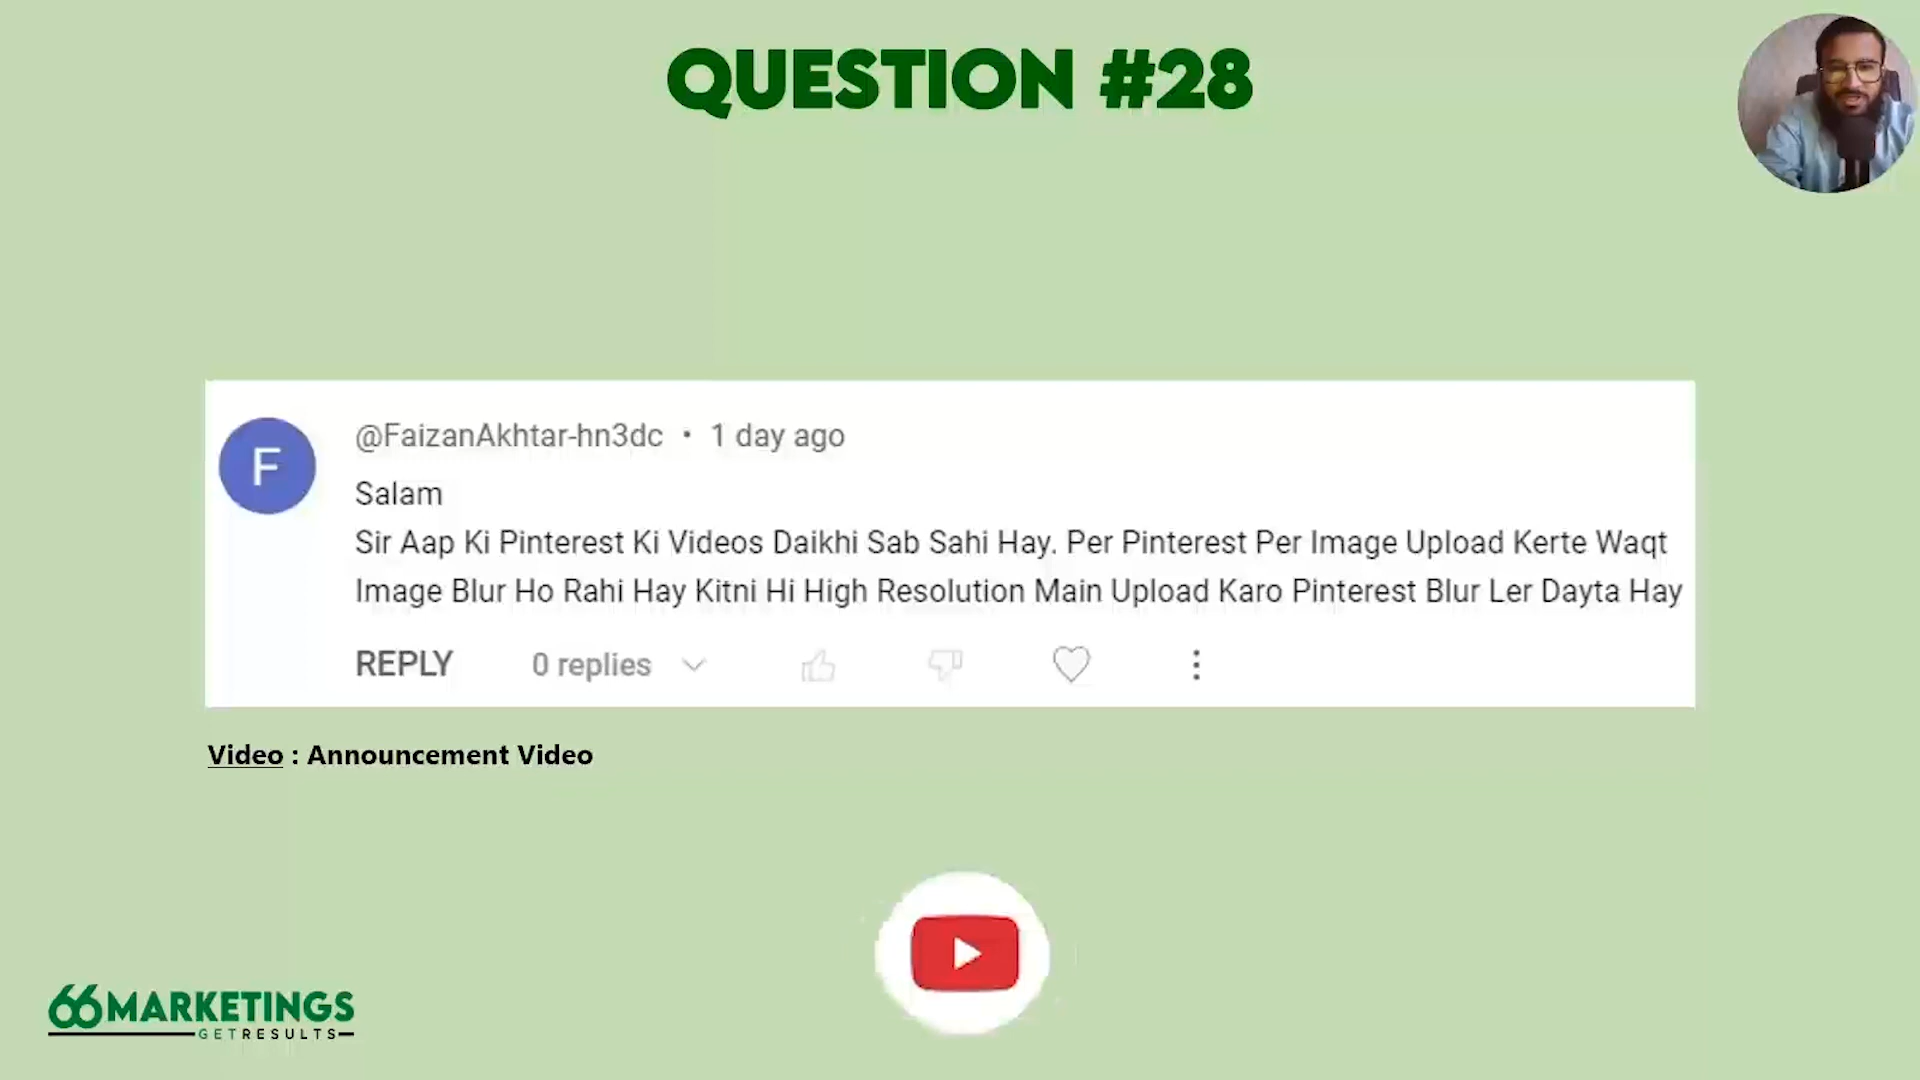 QUESTION #28
F
@FaizanAkhtar-hn3dc • 1 day ago
Salam
Sir Aap Ki Pinterest Ki Videos Daikhi Sab Sahi Hay. Per Pinterest Per Image Upload Kerte Waqt
Image Blur Ho Rahi Hay Kitni Hi High Resolution Main Upload Karo Pinterest Blur Ler Dayta Hay
REPLY 0 replies
Video : Announcement Video
66MARKETINGS
GETRESULTS